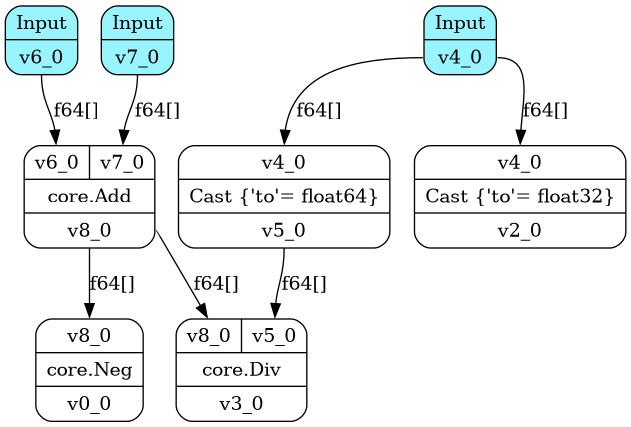 Input
v6_0
Input
v7_0
Input
v4_0
f64[]
f64[]
f64[]
f64[]
v6_0 v7_0
core.Add
v8_0
v4_0
Cast {'to'= float64}
v5_0
v4_0
Cast {'to'= float32}
v2_0
f64[]
f64[]
f64[]
v8_0
core.Neg
v0_0
v8_0 v5_0
core.Div
v3_0